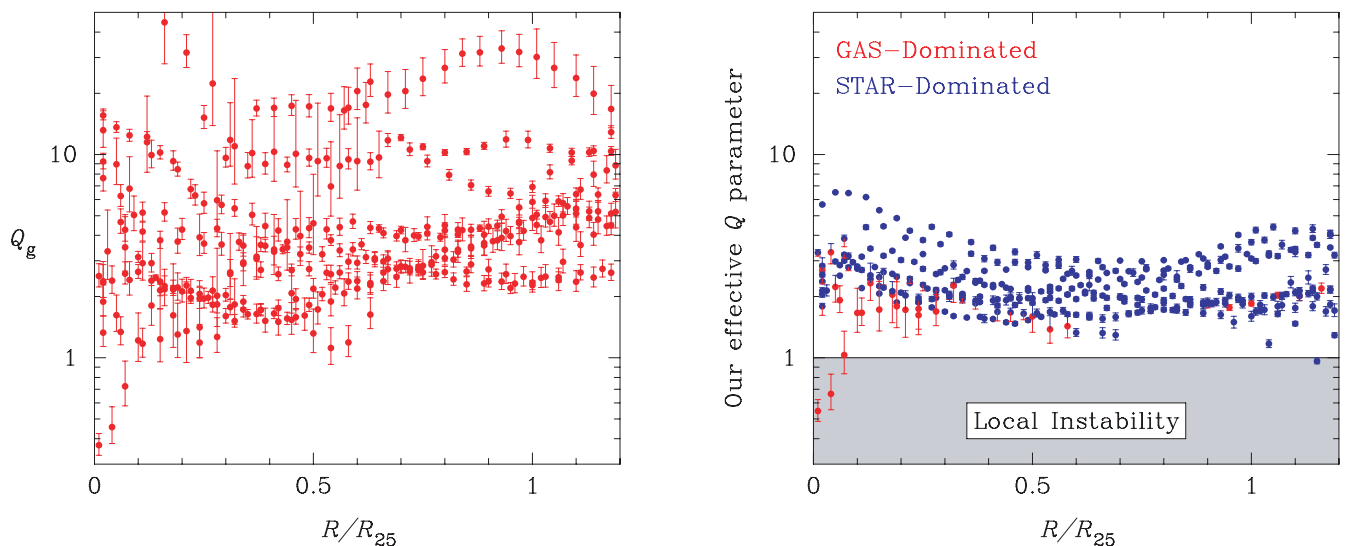 10
1
Q_g
0
0.5
1
R/R_25
Our effective Q parameter
10
1
GAS-Dominated
STAR-Dominated
Local Instability
0
0.5
1
R/R_25